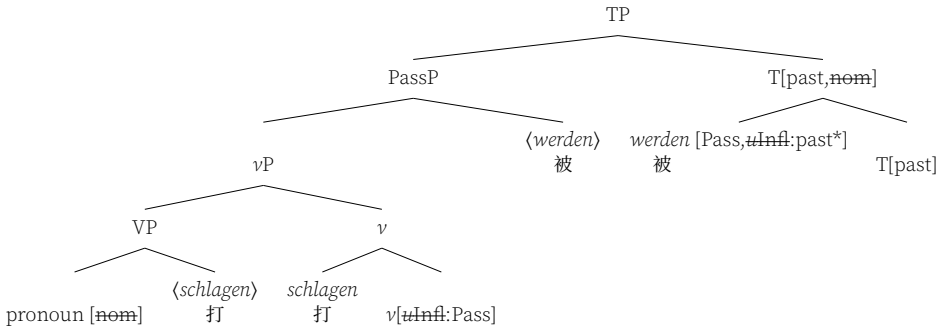 TP
PassP T[past,nom]
⟨werden⟩ werden [Pass,uInfl:past*]
vP 被 被 T[past]
VP v
⟨schlagen⟩ schlagen
pronoun [nom] 打 打 v[uInfl:Pass]